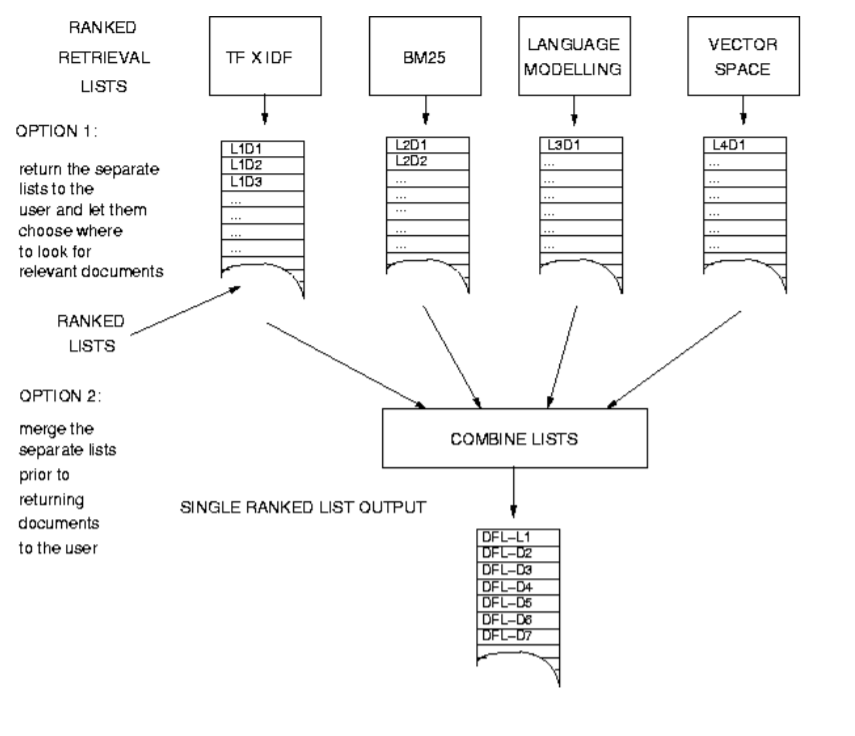 RANKED
RETRIEVAL
LISTS
TF X IDF
BM25
LANGUAGE
MODELLING
VECTOR
SPACE
OPTION 1:
return the separate
lists to the
user and let them
choose where
to look for
relevant documents
L1D1
L1D2
L1D3
...
...
...
...
L2D1
L2D2
...
...
...
...
...
L3D1
...
...
...
...
...
...
L4D1
...
...
...
...
...
...
RANKED
LISTS
OPTION 2:
merge the
separate lists
prior to
returning
documents
to the user
COMBINE LISTS
SINGLE RANKED LIST OUTPUT
DFL-L1
DFL-D2
DFL-D3
DFL-D4
DFL-D5
DFL-D6
DFL-D7